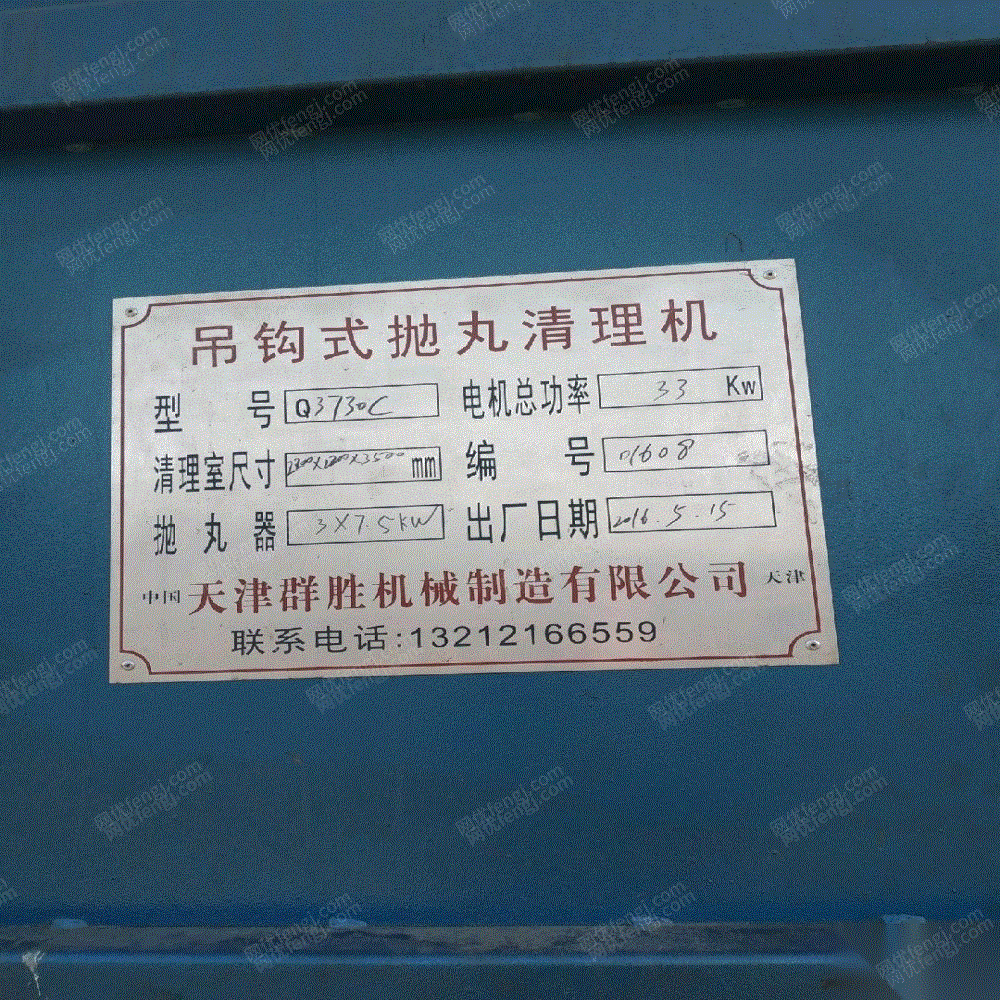 吊钩式抛丸清理机
型 号 Q3730C 电机总功率 33 Kw
清理室尺寸 mm 编 号 01608
抛丸器 3×7.5KW 出厂日期 2016.5.15
中国 天津群胜机械制造有限公司 天津
联系电话:13212166559